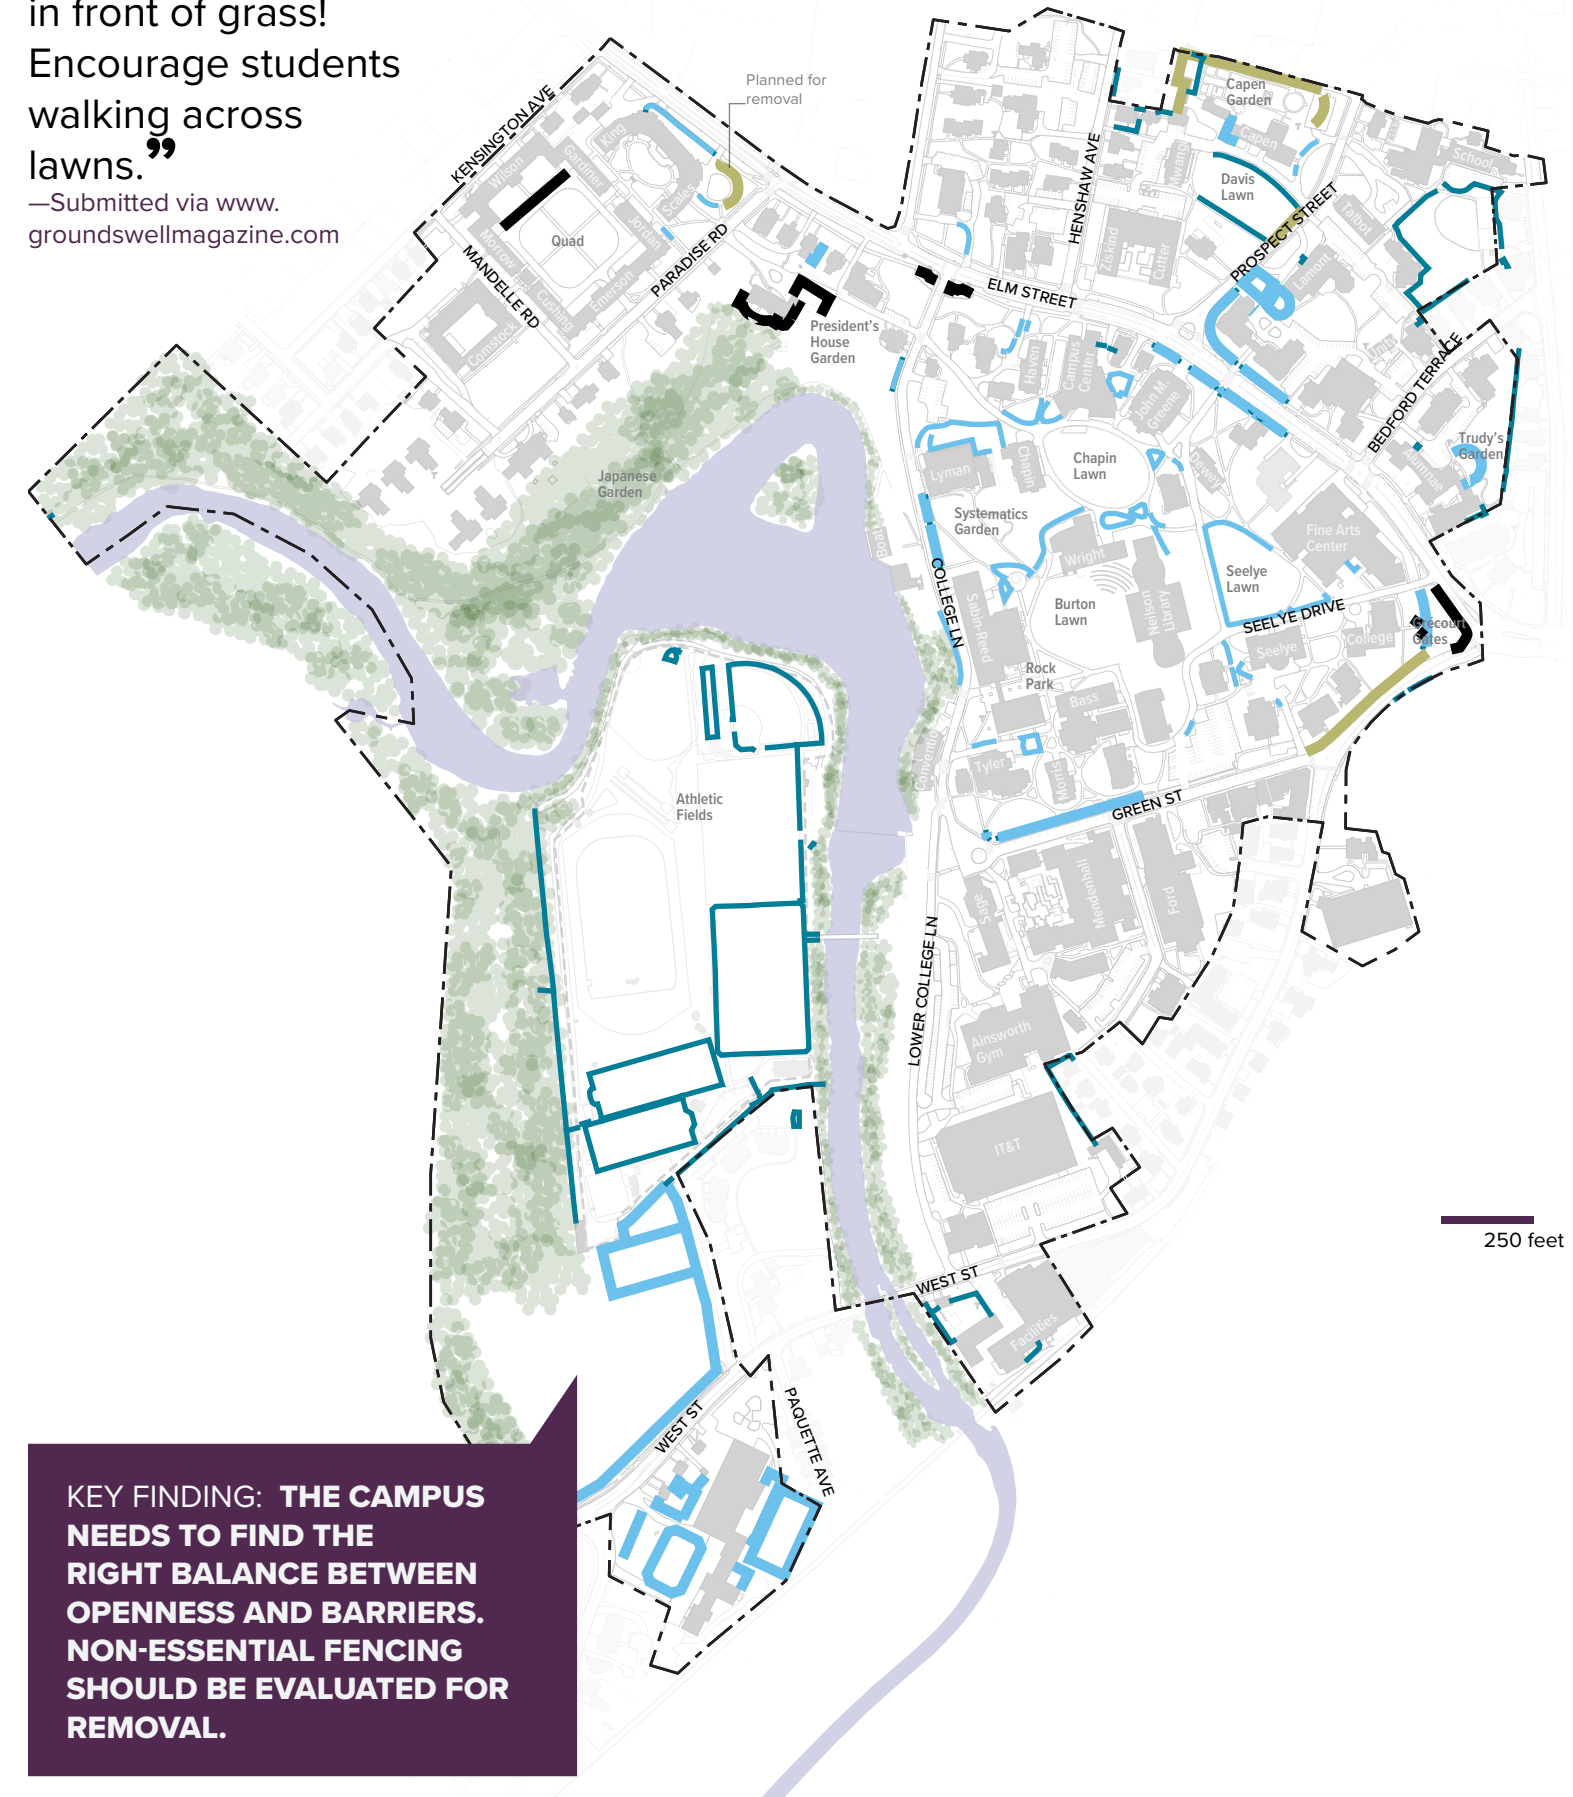 in front of grass!
Encourage students
walking across
lawns.”
—Submitted via www.
groundswellmagazine.com
Planned for
removal
KENSINGTON AVE
Wilson
Gardiner
King
Scales
Jordan
Quad
Morrow
MANDELLE RD
Cushing
Emerson
Comstock
PARADISE RD
President’s
House
Garden
ELM STREET
HENSHAW AVE
Capen
Garden
Capen
Davis
Lawn
Ziskind
Cutter
PROSPECT STREET
Talbot
Lamont
School
BEDFORD TERRACE
Trudy’s
Garden
Alumnae
Haven
Campus
Center
John M.
Greene
Dewey
Lyman
Chapin
Chapin
Lawn
Japanese
Garden
Systematics
Garden
Boat
COLLEGE LN
Wright
Fine Arts
Center
Seelye
Lawn
Burton
Lawn
Neilson
Library
Sabin Reed
SEELYE DRIVE
Seelye
College
Grécourt
Gates
Rock
Park
Bass
Tyler
Morris
GREEN ST
Athletic
Fields
Sage
Mendenhall
Ford
LOWER COLLEGE LN
Ainsworth
Gym
IT&T
250 feet
WEST ST
Facilities
WEST ST
PAQUETTE AVE
KEY FINDING: THE CAMPUS
NEEDS TO FIND THE
RIGHT BALANCE BETWEEN
OPENNESS AND BARRIERS.
NON-ESSENTIAL FENCING
SHOULD BE EVALUATED FOR
REMOVAL.